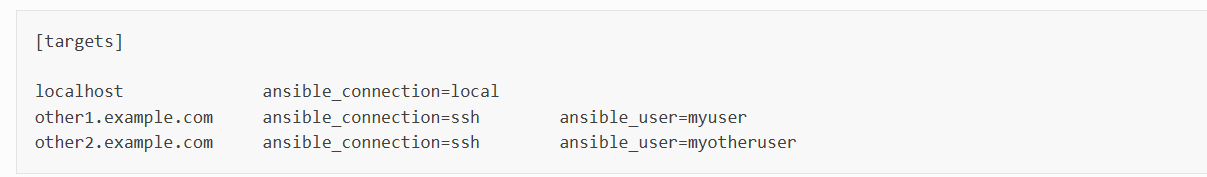 [targets]
localhost ansible_connection=local
other1.example.com ansible_connection=ssh ansible_user=myuser
other2.example.com ansible_connection=ssh ansible_user=myotheruser